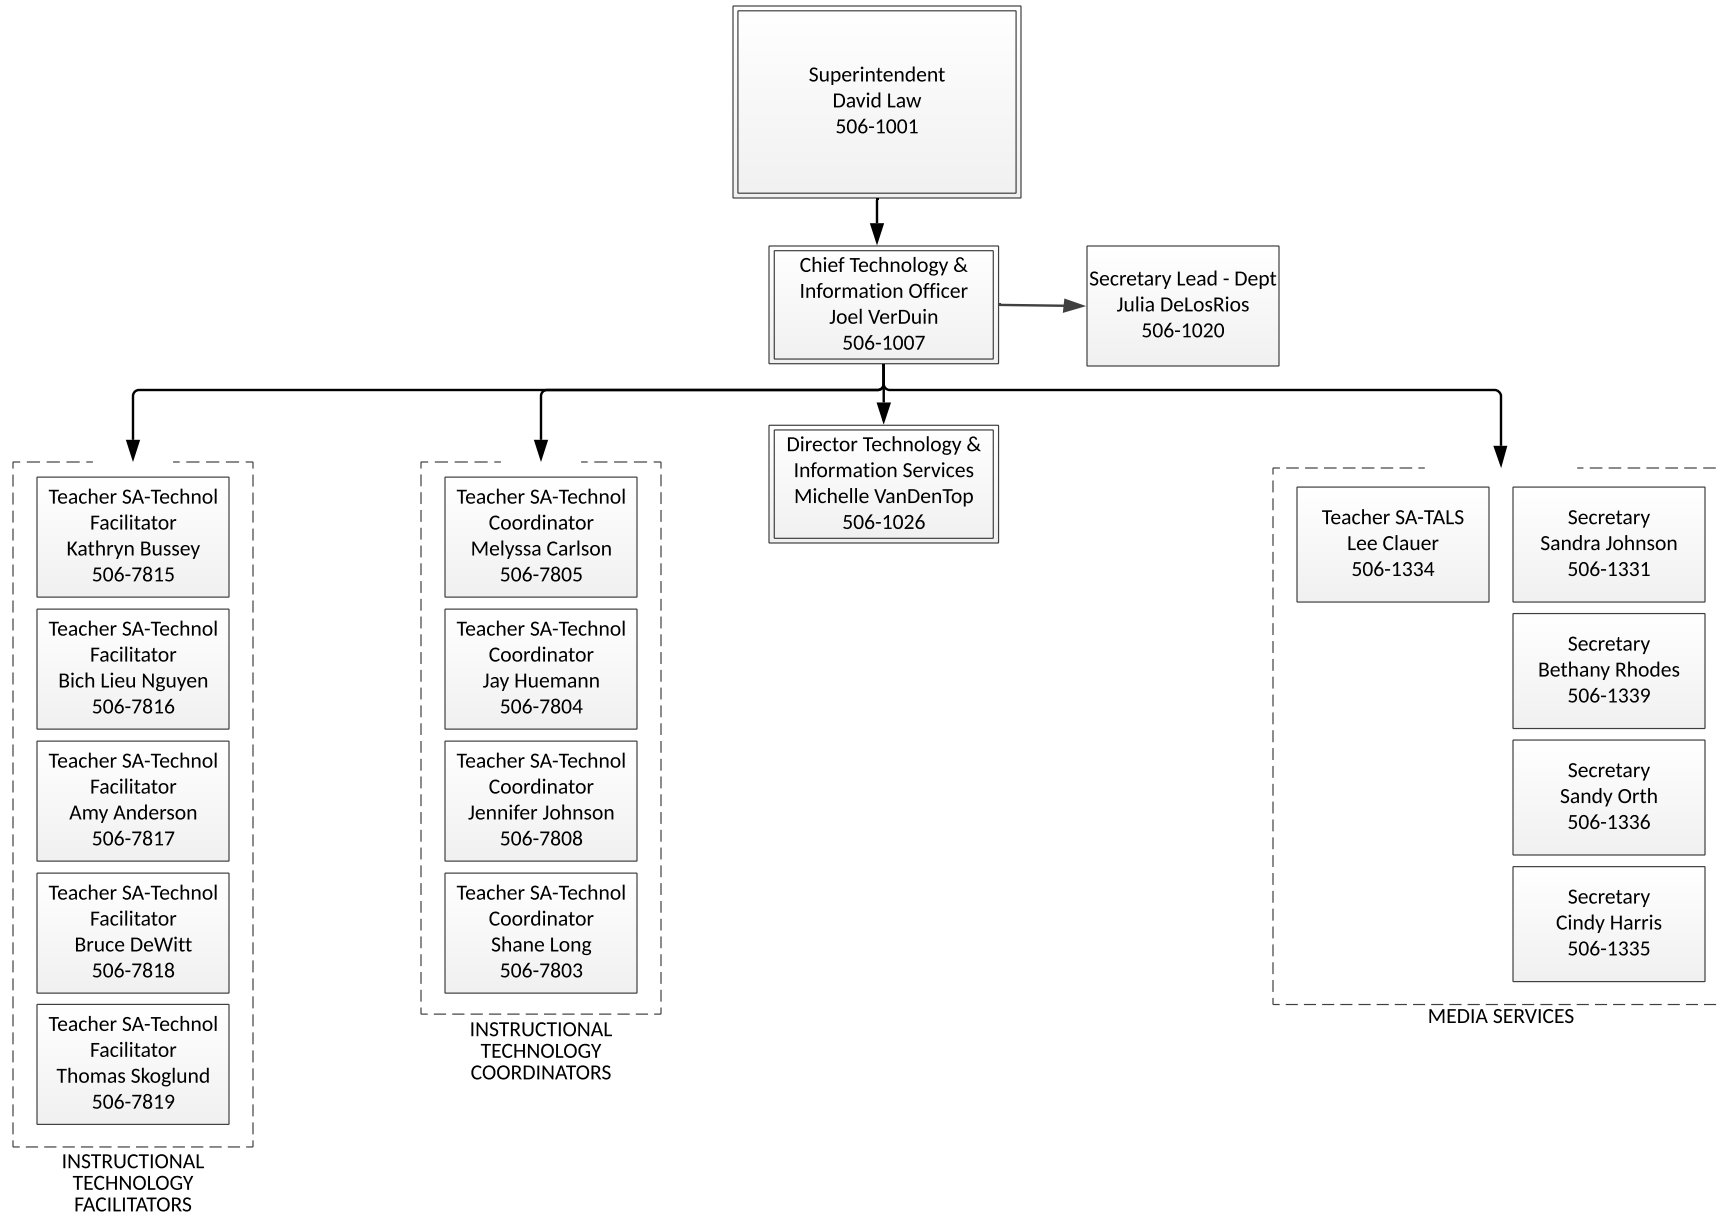 Superintendent
David Law
506-1001
Chief Technology &
Information Officer
Joel VerDuin
506-1007
Secretary Lead - Dept
Julia DeLosRios
506-1020
Director Technology &
Information Services
Michelle VanDenTop
506-1026
Teacher SA-Technol
Facilitator
Kathryn Bussey
506-7815
Teacher SA-Technol
Facilitator
Bich Lieu Nguyen
506-7816
Teacher SA-Technol
Facilitator
Amy Anderson
506-7817
Teacher SA-Technol
Facilitator
Bruce DeWitt
506-7818
Teacher SA-Technol
Facilitator
Thomas Skoglund
506-7819
INSTRUCTIONAL
TECHNOLOGY
FACILITATORS
Teacher SA-Technol
Coordinator
Melyssa Carlson
506-7805
Teacher SA-Technol
Coordinator
Jay Huemann
506-7804
Teacher SA-Technol
Coordinator
Jennifer Johnson
506-7808
Teacher SA-Technol
Coordinator
Shane Long
506-7803
INSTRUCTIONAL
TECHNOLOGY
COORDINATORS
Teacher SA-TALS
Lee Clauer
506-1334
Secretary
Sandra Johnson
506-1331
Secretary
Bethany Rhodes
506-1339
Secretary
Sandy Orth
506-1336
Secretary
Cindy Harris
506-1335
MEDIA SERVICES